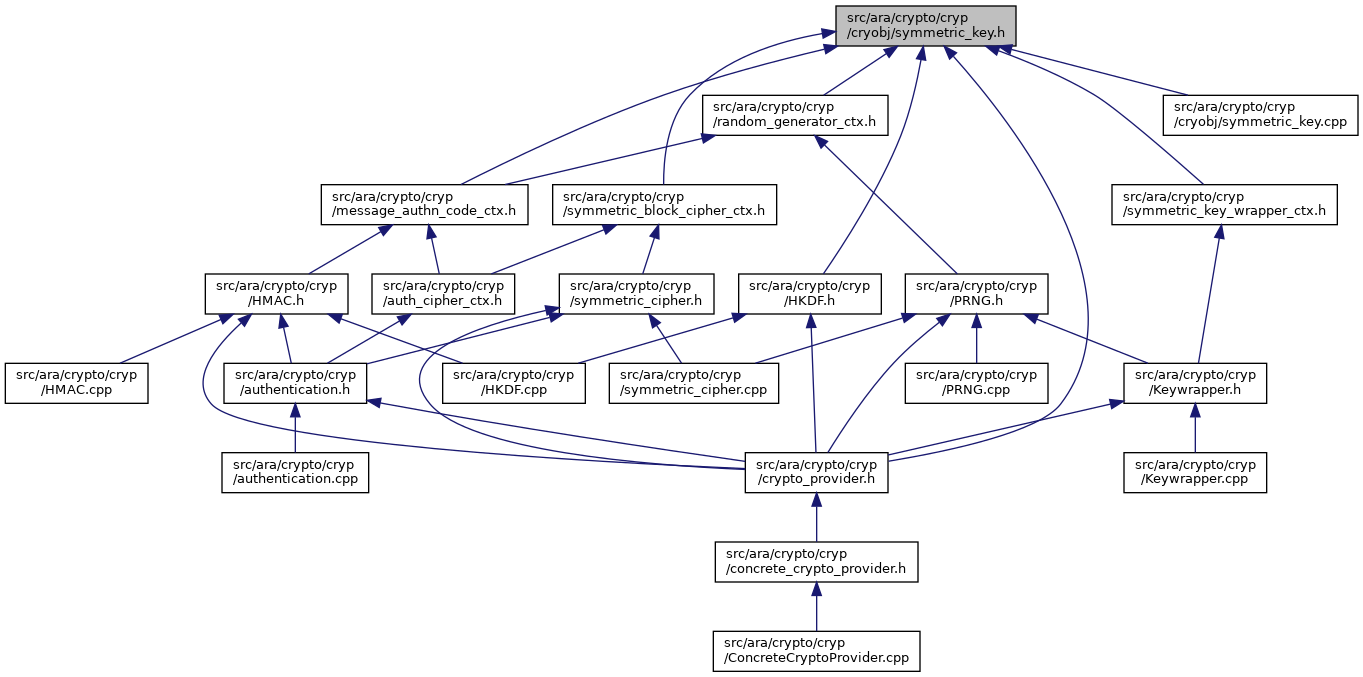 src/ara/crypto/cryp
/cryobj/symmetric_key.h
src/ara/crypto/cryp
/random_generator_ctx.h
src/ara/crypto/cryp
/cryobj/symmetric_key.cpp
src/ara/crypto/cryp
/message_authn_code_ctx.h
src/ara/crypto/cryp
/symmetric_block_cipher_ctx.h
src/ara/crypto/cryp
/symmetric_key_wrapper_ctx.h
src/ara/crypto/cryp
/HMAC.h
src/ara/crypto/cryp
/auth_cipher_ctx.h
src/ara/crypto/cryp
/symmetric_cipher.h
src/ara/crypto/cryp
/HKDF.h
src/ara/crypto/cryp
/PRNG.h
src/ara/crypto/cryp
/HMAC.cpp
src/ara/crypto/cryp
/authentication.h
src/ara/crypto/cryp
/HKDF.cpp
src/ara/crypto/cryp
/symmetric_cipher.cpp
src/ara/crypto/cryp
/PRNG.cpp
src/ara/crypto/cryp
/Keywrapper.h
src/ara/crypto/cryp
/authentication.cpp
src/ara/crypto/cryp
/crypto_provider.h
src/ara/crypto/cryp
/Keywrapper.cpp
src/ara/crypto/cryp
/concrete_crypto_provider.h
src/ara/crypto/cryp
/ConcreteCryptoProvider.cpp